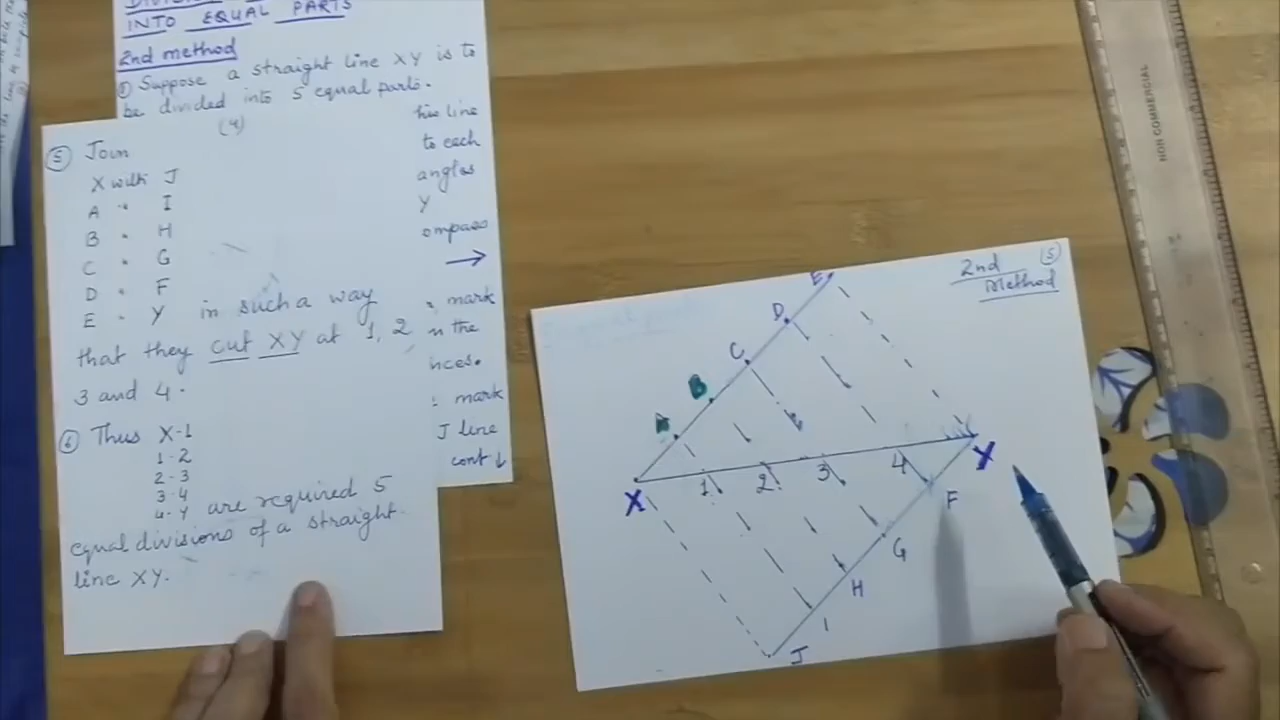 INTO EQUAL PARTS
2nd method
① Suppose a straight line XY is to
be divided into 5 equal parts.
his line
to each
angles
Y
ompass
→
mark
n the
nces.
mark
J line
cont ↓
(4)
⑤ Join
X with J
A " I
B " H
C " G
D " F
E " Y in such a way
that they cut XY at 1, 2
3 and 4.
⑥ Thus X-1
1-2
2-3
3-4
4-Y are required 5
equal divisions of a straight
line XY.
2nd
Method
⑤
E
D
C
B
A
X 1 2 3 4 Y
F
G
H
I
J
NON COMMERCIAL